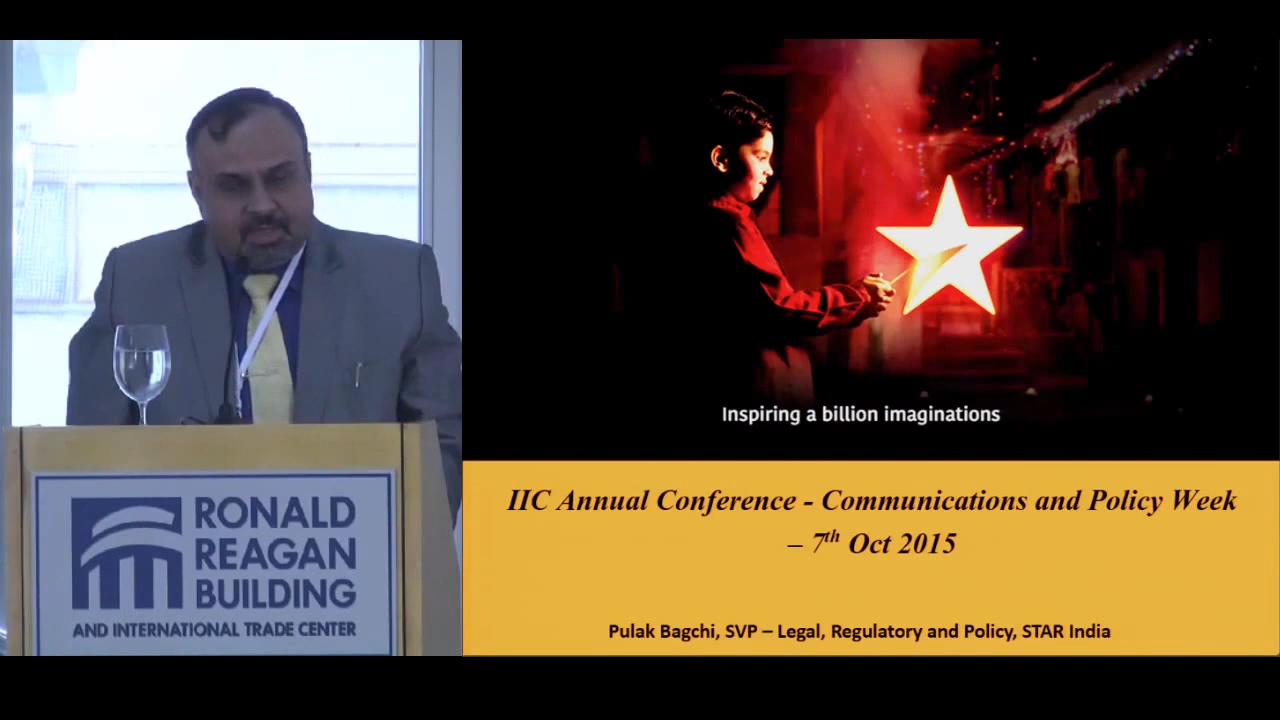 RONALD
REAGAN
BUILDING
AND INTERNATIONAL TRADE CENTER
Inspiring a billion imaginations
IIC Annual Conference - Communications and Policy Week
– 7th Oct 2015
Pulak Bagchi, SVP – Legal, Regulatory and Policy, STAR India